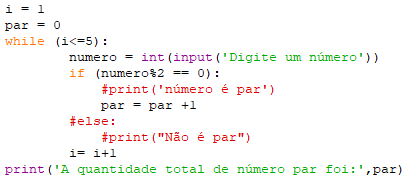 i = 1
par = 0
while (i<=5):
numero = int(input('Digite um número'))
if (numero%2 == 0):
#print('número é par')
par = par +1
#else:
#print("Não é par")
i= i+1
print('A quantidade total de número par foi:',par)